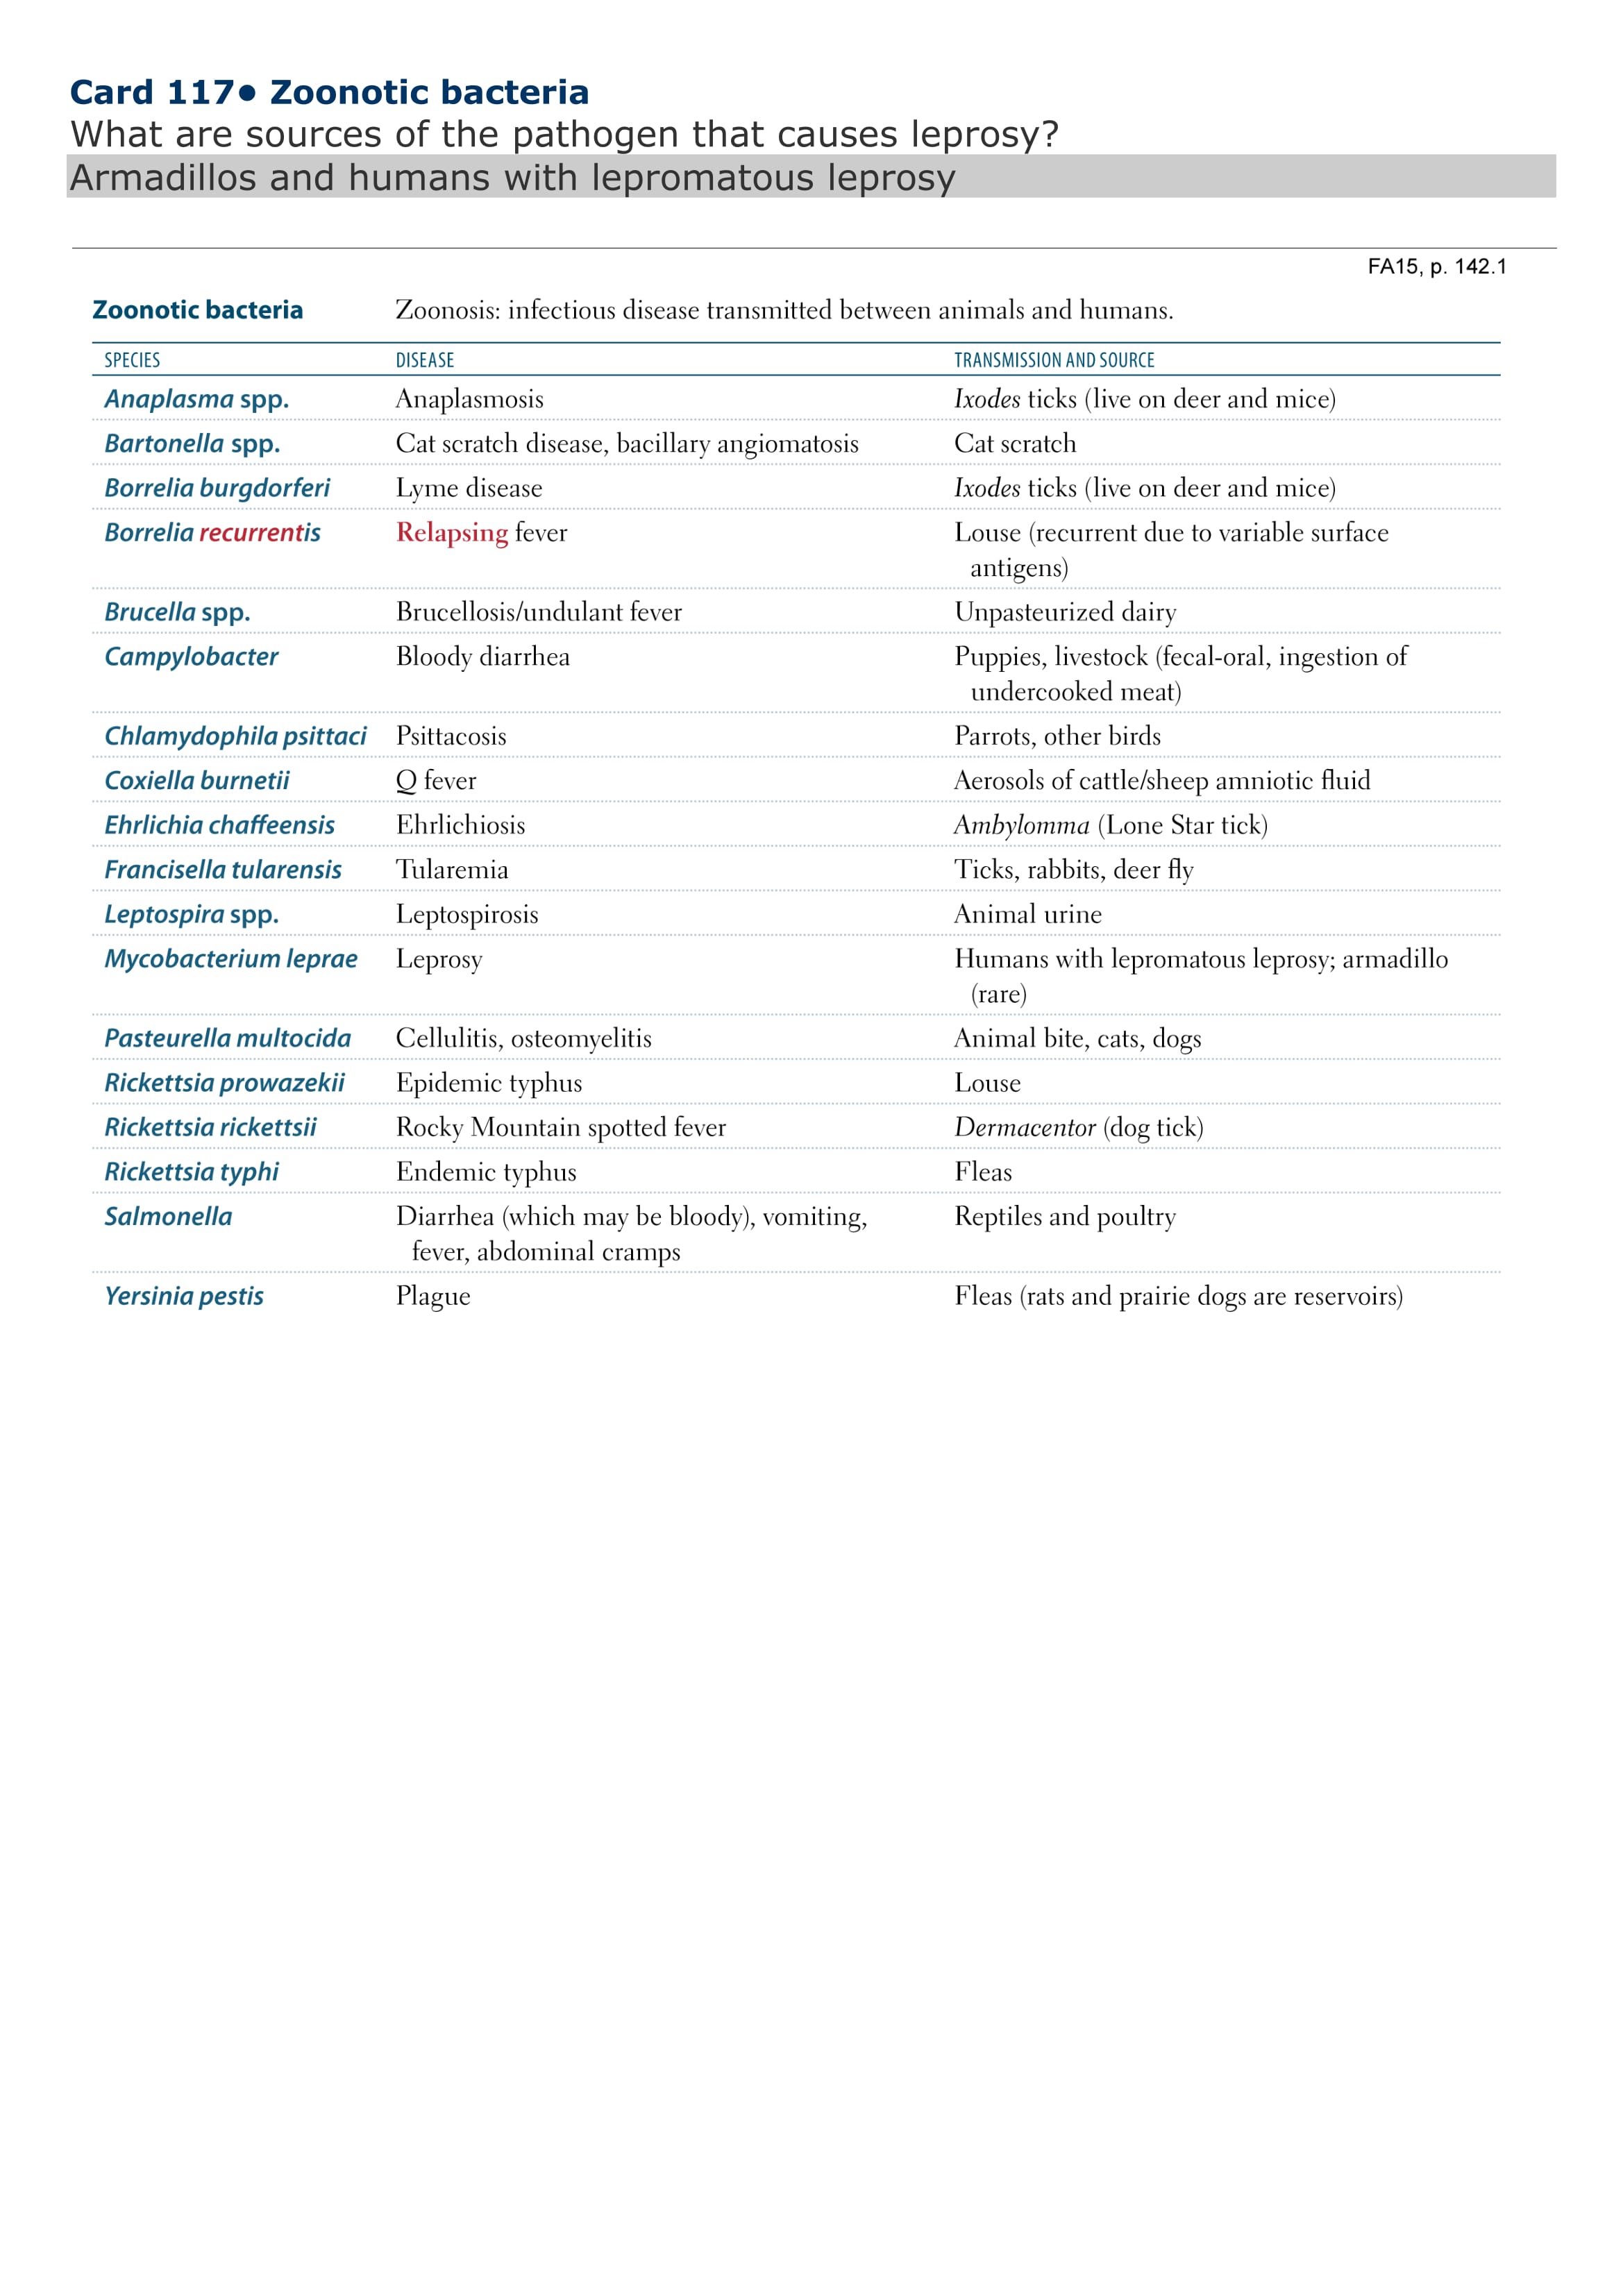 Card 117• Zoonotic bacteria
What are sources of the pathogen that causes leprosy?
Armadillos and humans with lepromatous leprosy
FA15, p. 142.1
Zoonotic bacteria Zoonosis: infectious disease transmitted between animals and humans.
SPECIES DISEASE TRANSMISSION AND SOURCE
Anaplasma spp. Anaplasmosis Ixodes ticks (live on deer and mice)
Bartonella spp. Cat scratch disease, bacillary angiomatosis Cat scratch
Borrelia burgdorferi Lyme disease Ixodes ticks (live on deer and mice)
Borrelia recurrentis Relapsing fever Louse (recurrent due to variable surface
antigens)
Brucella spp. Brucellosis/undulant fever Unpasteurized dairy
Campylobacter Bloody diarrhea Puppies, livestock (fecal-oral, ingestion of
undercooked meat)
Chlamydophila psittaci Psittacosis Parrots, other birds
Coxiella burnetii Q fever Aerosols of cattle/sheep amniotic fluid
Ehrlichia chaffeensis Ehrlichiosis Ambylomma (Lone Star tick)
Francisella tularensis Tularemia Ticks, rabbits, deer fly
Leptospira spp. Leptospirosis Animal urine
Mycobacterium leprae Leprosy Humans with lepromatous leprosy; armadillo
(rare)
Pasteurella multocida Cellulitis, osteomyelitis Animal bite, cats, dogs
Rickettsia prowazekii Epidemic typhus Louse
Rickettsia rickettsii Rocky Mountain spotted fever Dermacentor (dog tick)
Rickettsia typhi Endemic typhus Fleas
Salmonella Diarrhea (which may be bloody), vomiting, Reptiles and poultry
fever, abdominal cramps
Yersinia pestis Plague Fleas (rats and prairie dogs are reservoirs)